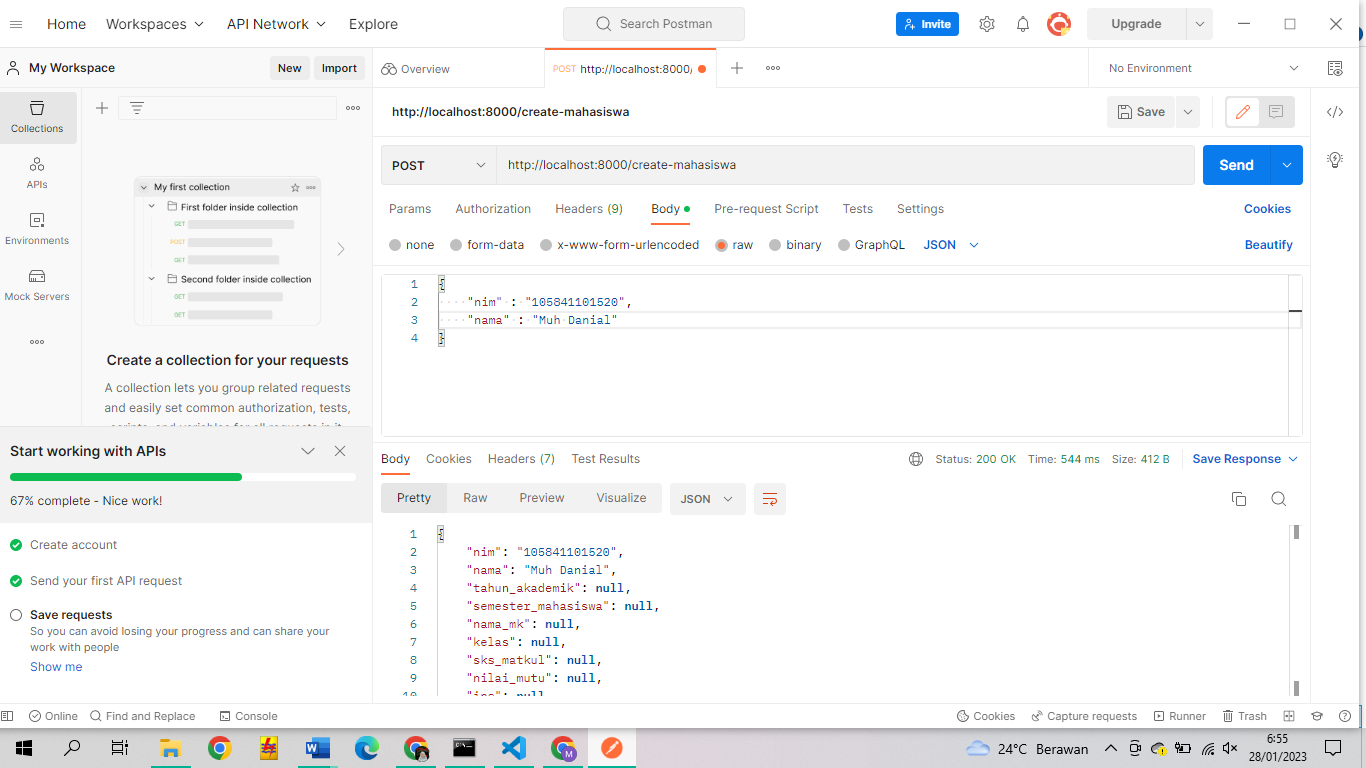 Home Workspaces API Network Explore Search Postman Invite Upgrade
My Workspace New Import Overview POST http://localhost:8000/ No Environment
Collections
APIs
Environments
Mock Servers
My first collection
First folder inside collection
GET
POST
GET
Second folder inside collection
GET
GET
Create a collection for your requests
A collection lets you group related requests
and easily set common authorization, tests,
scripts, and variables for all requests in it.
Start working with APIs
67% complete - Nice work!
Create account
Send your first API request
Save requests
So you can avoid losing your progress and can share your
work with people
Show me
http://localhost:8000/create-mahasiswa Save
POST http://localhost:8000/create-mahasiswa Send
Params Authorization Headers (9) Body Pre-request Script Tests Settings Cookies
none form-data x-www-form-urlencoded raw binary GraphQL JSON Beautify
1 {
2 "nim" : "105841101520",
3 "nama" : "Muh Danial"
4 }
Body Cookies Headers (7) Test Results Status: 200 OK Time: 544 ms Size: 412 B Save Response
Pretty Raw Preview Visualize JSON
1 {
2 "nim": "105841101520",
3 "nama": "Muh Danial",
4 "tahun_akademik": null,
5 "semester_mahasiswa": null,
6 "nama_mk": null,
7 "kelas": null,
8 "sks_matkul": null,
9 "nilai_mutu": null,
10 "ips": null
Online Find and Replace Console Cookies Capture requests Runner Trash
24°C Berawan 6:55
28/01/2023